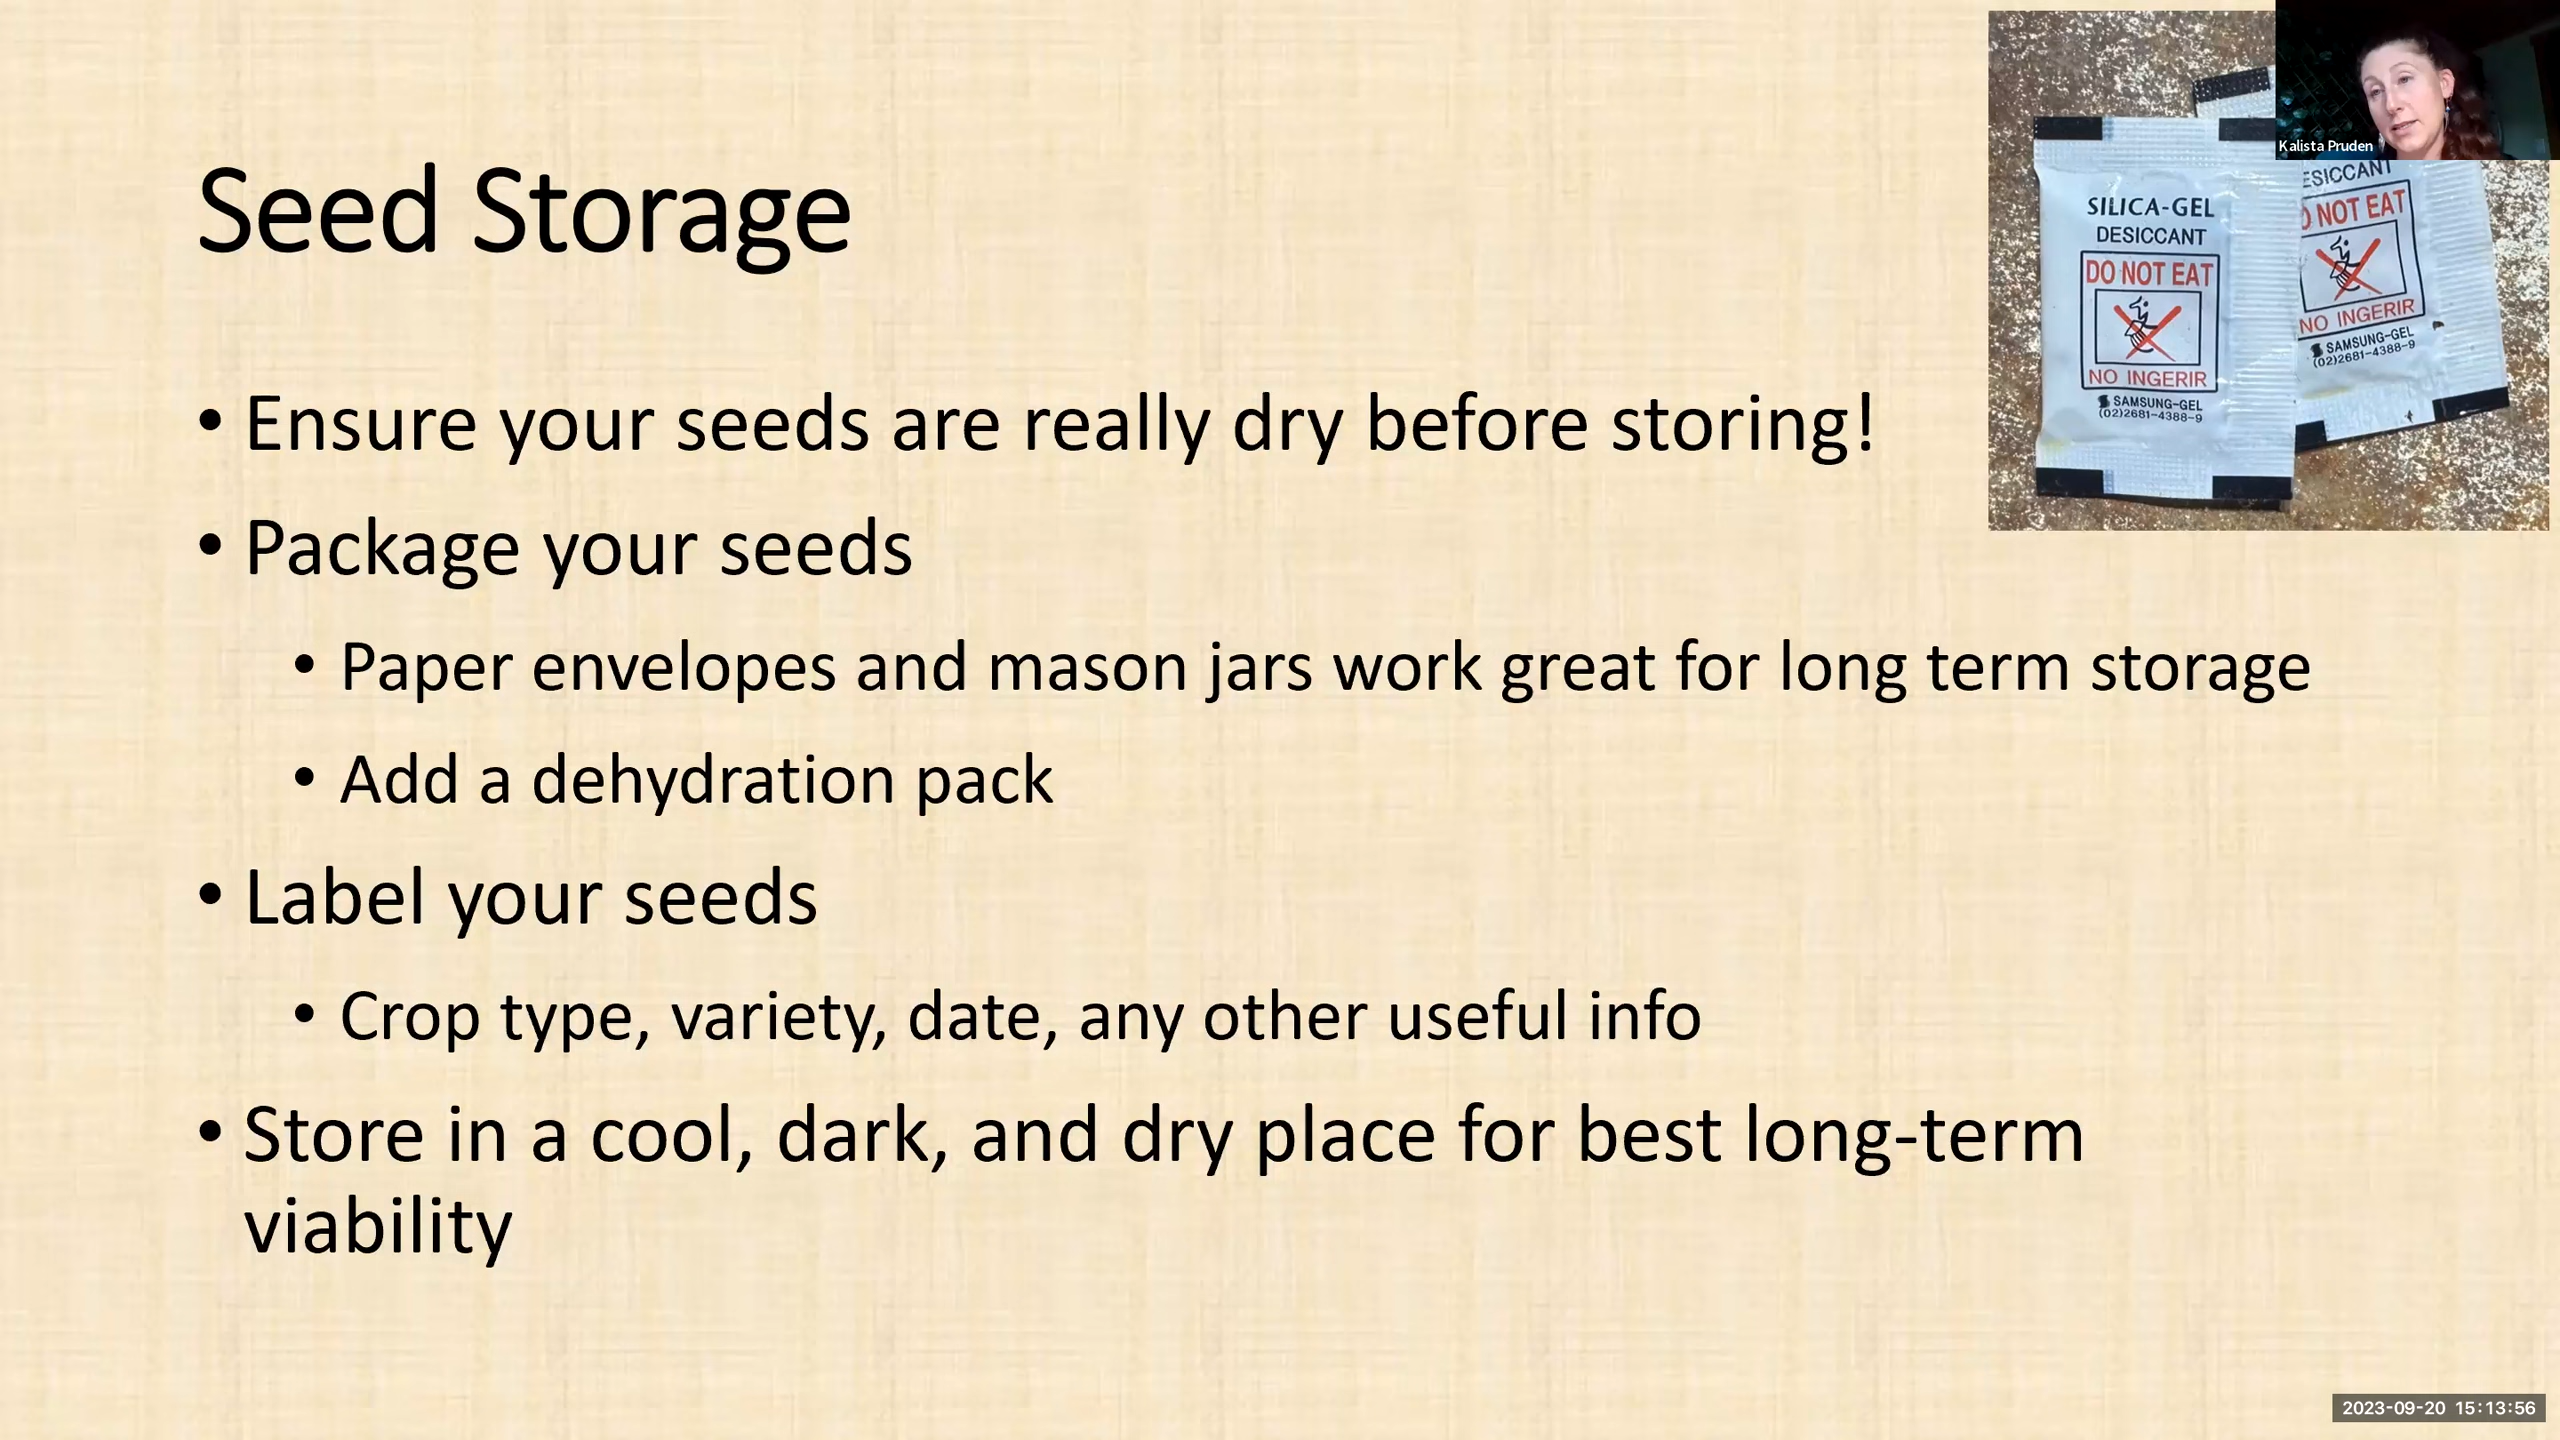 Seed Storage
• Ensure your seeds are really dry before storing!
• Package your seeds
• Paper envelopes and mason jars work great for long term storage
• Add a dehydration pack
• Label your seeds
• Crop type, variety, date, any other useful info
• Store in a cool, dark, and dry place for best long-term
viability
SILICA-GEL
DESICCANT
DO NOT EAT
NO INGERIR
SAMSUNG-GEL
(02)2681-4388-9
ESICCANT
O NOT EAT
NO INGERIR
SAMSUNG-GEL
(02)2681-4388-9
Kalista Pruden
2023-09-20 15:13:56